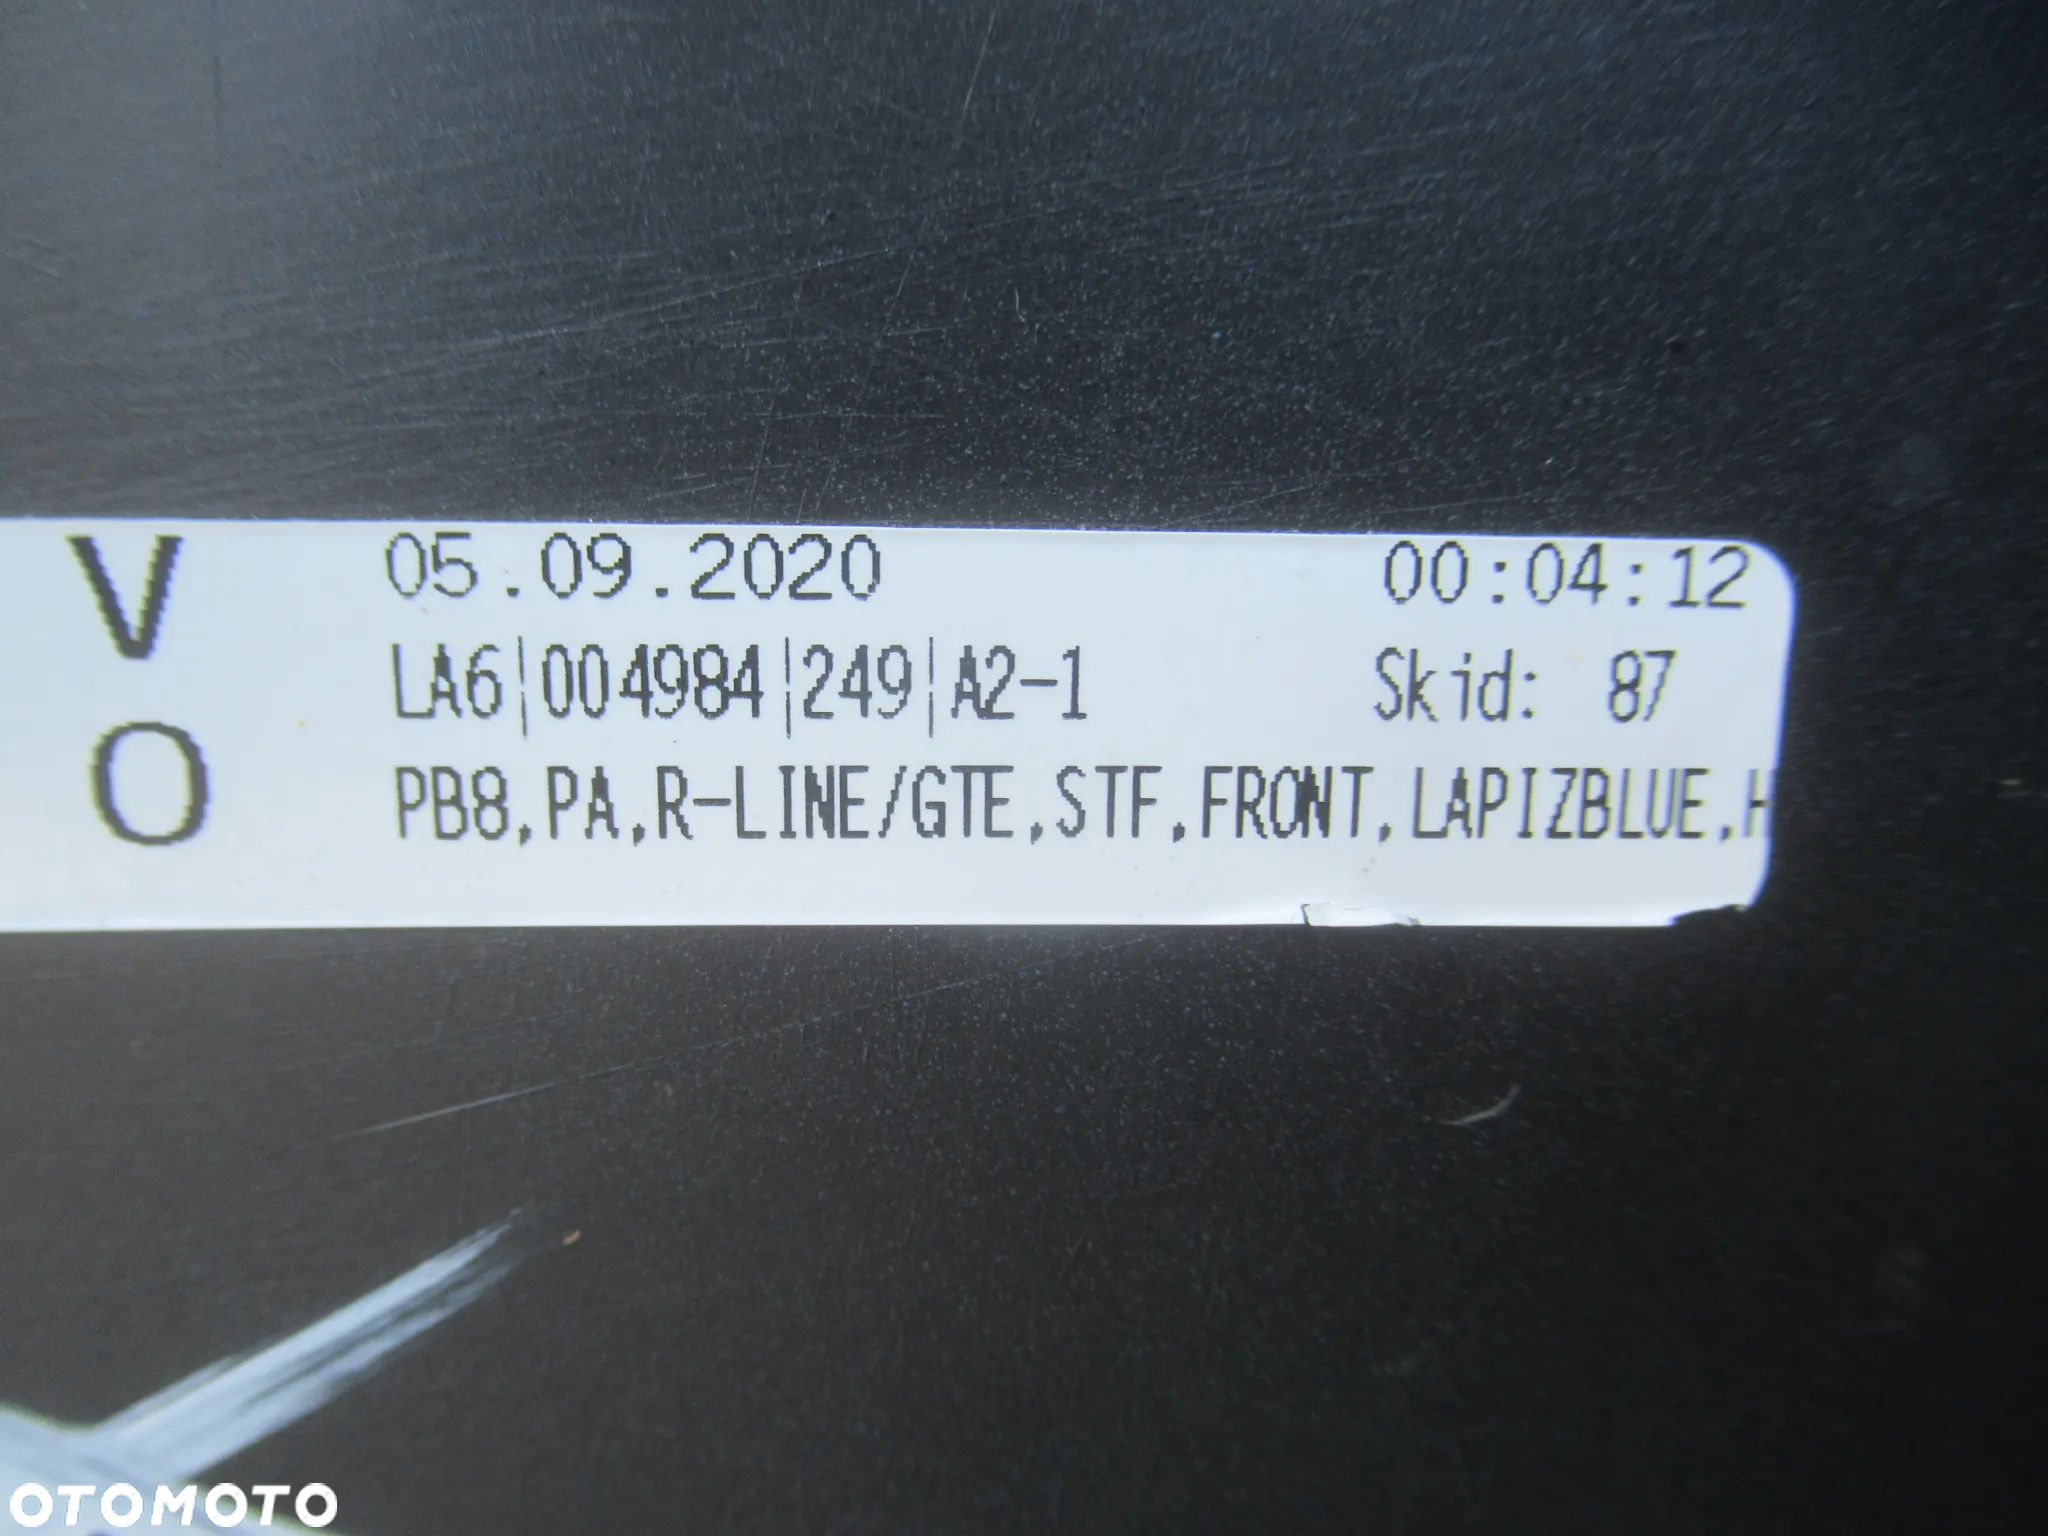 V 05.09.2020 00:04:12
LA6|004984|249|A2-1 Skid: 87
O PB8,PA,R-LINE/GTE,STF,FRONT,LAPIZBLUE,H
OTOMOTO